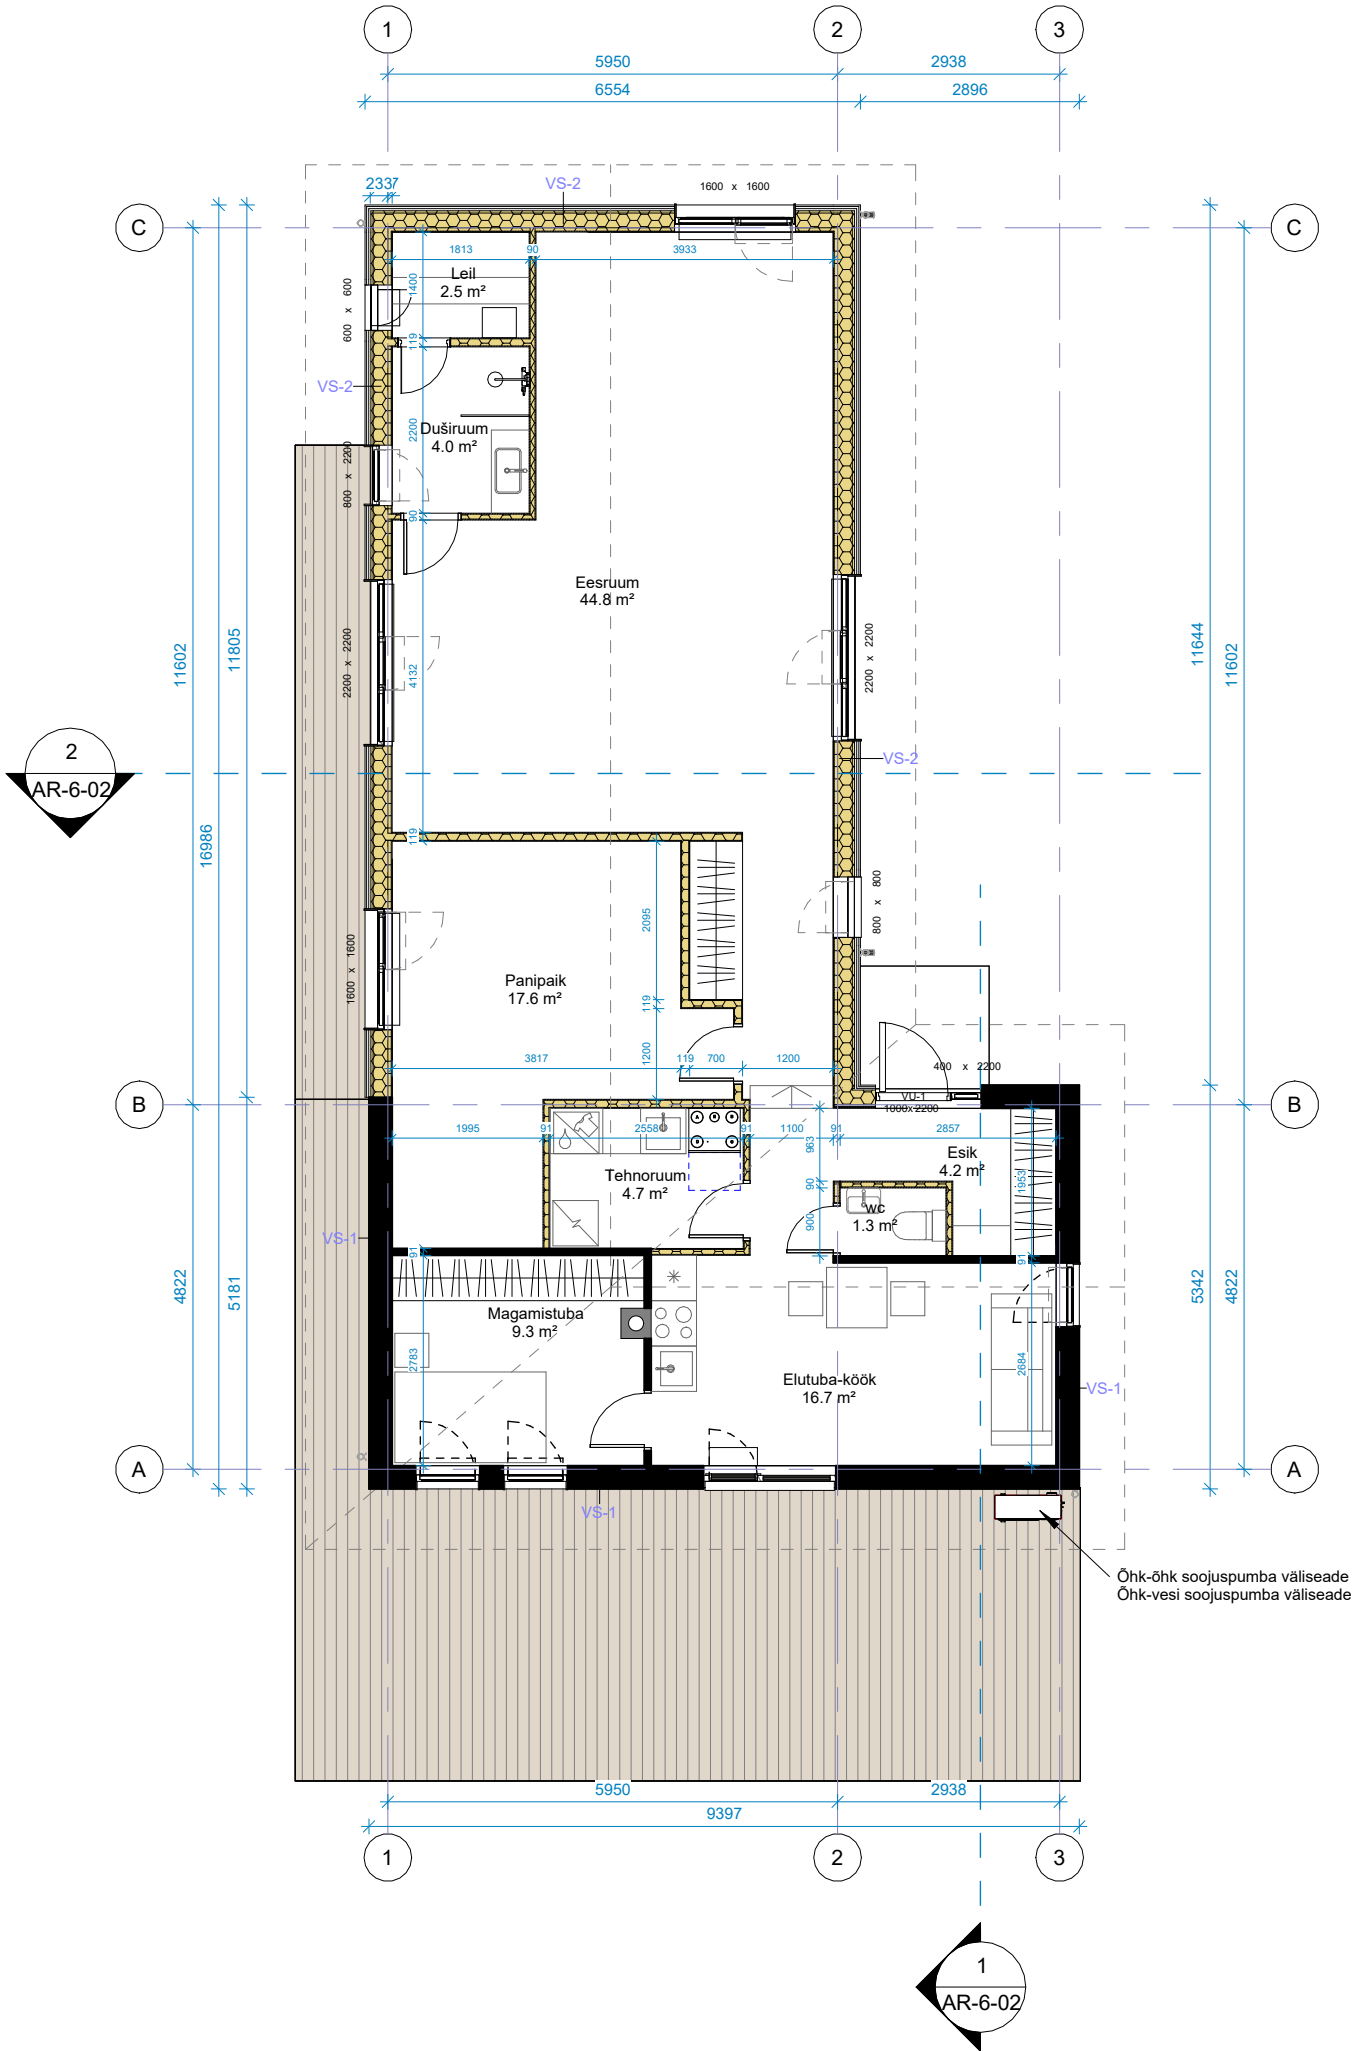 1
2
3
5950
2938
6554
2896
2337
VS-2
1600 x 1600
C
C
1813
90
3933
Leil
2.5 m²
1400
600 x 600
119
VS-2
Duširuum
4.0 m²
2200
800 x 2200
90
Eesruum
44.8 m²
11602
11805
2200 x 2200
4132
2200 x 2200
11644
11602
2
AR-6-02
VS-2
16986
119
800 x 800
2095
1600 x 1600
Panipaik
17.6 m²
119
1200
3817
119
700
1200
400 x 2200
VU-1
1000x 2200
B
B
1995
91
2558
91
1100
91
2857
963
Esik
4.2 m²
Tehnoruum
4.7 m²
90
1953
wc
1.3 m²
900
VS-1
91
91
4822
5181
5342
4822
Magamistuba
9.3 m²
2783
2684
Elutuba-köök
16.7 m²
VS-1
A
A
VS-1
Õhk-õhk soojuspumba väliseade
Õhk-vesi soojuspumba väliseade
5950
2938
9397
1
2
3
1
AR-6-02